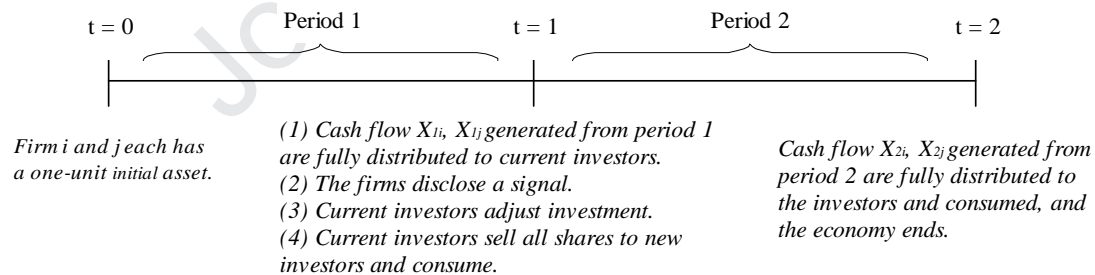 Period 1
Period 2
t = 0
t = 1
t = 2
Firm i and j each has
a one-unit initial asset.
(1) Cash flow X1i, X1j generated from period 1
are fully distributed to current investors.
(2) The firms disclose a signal.
(3) Current investors adjust investment.
(4) Current investors sell all shares to new
investors and consume.
Cash flow X2i, X2j generated from
period 2 are fully distributed to
the investors and consumed, and
the economy ends.